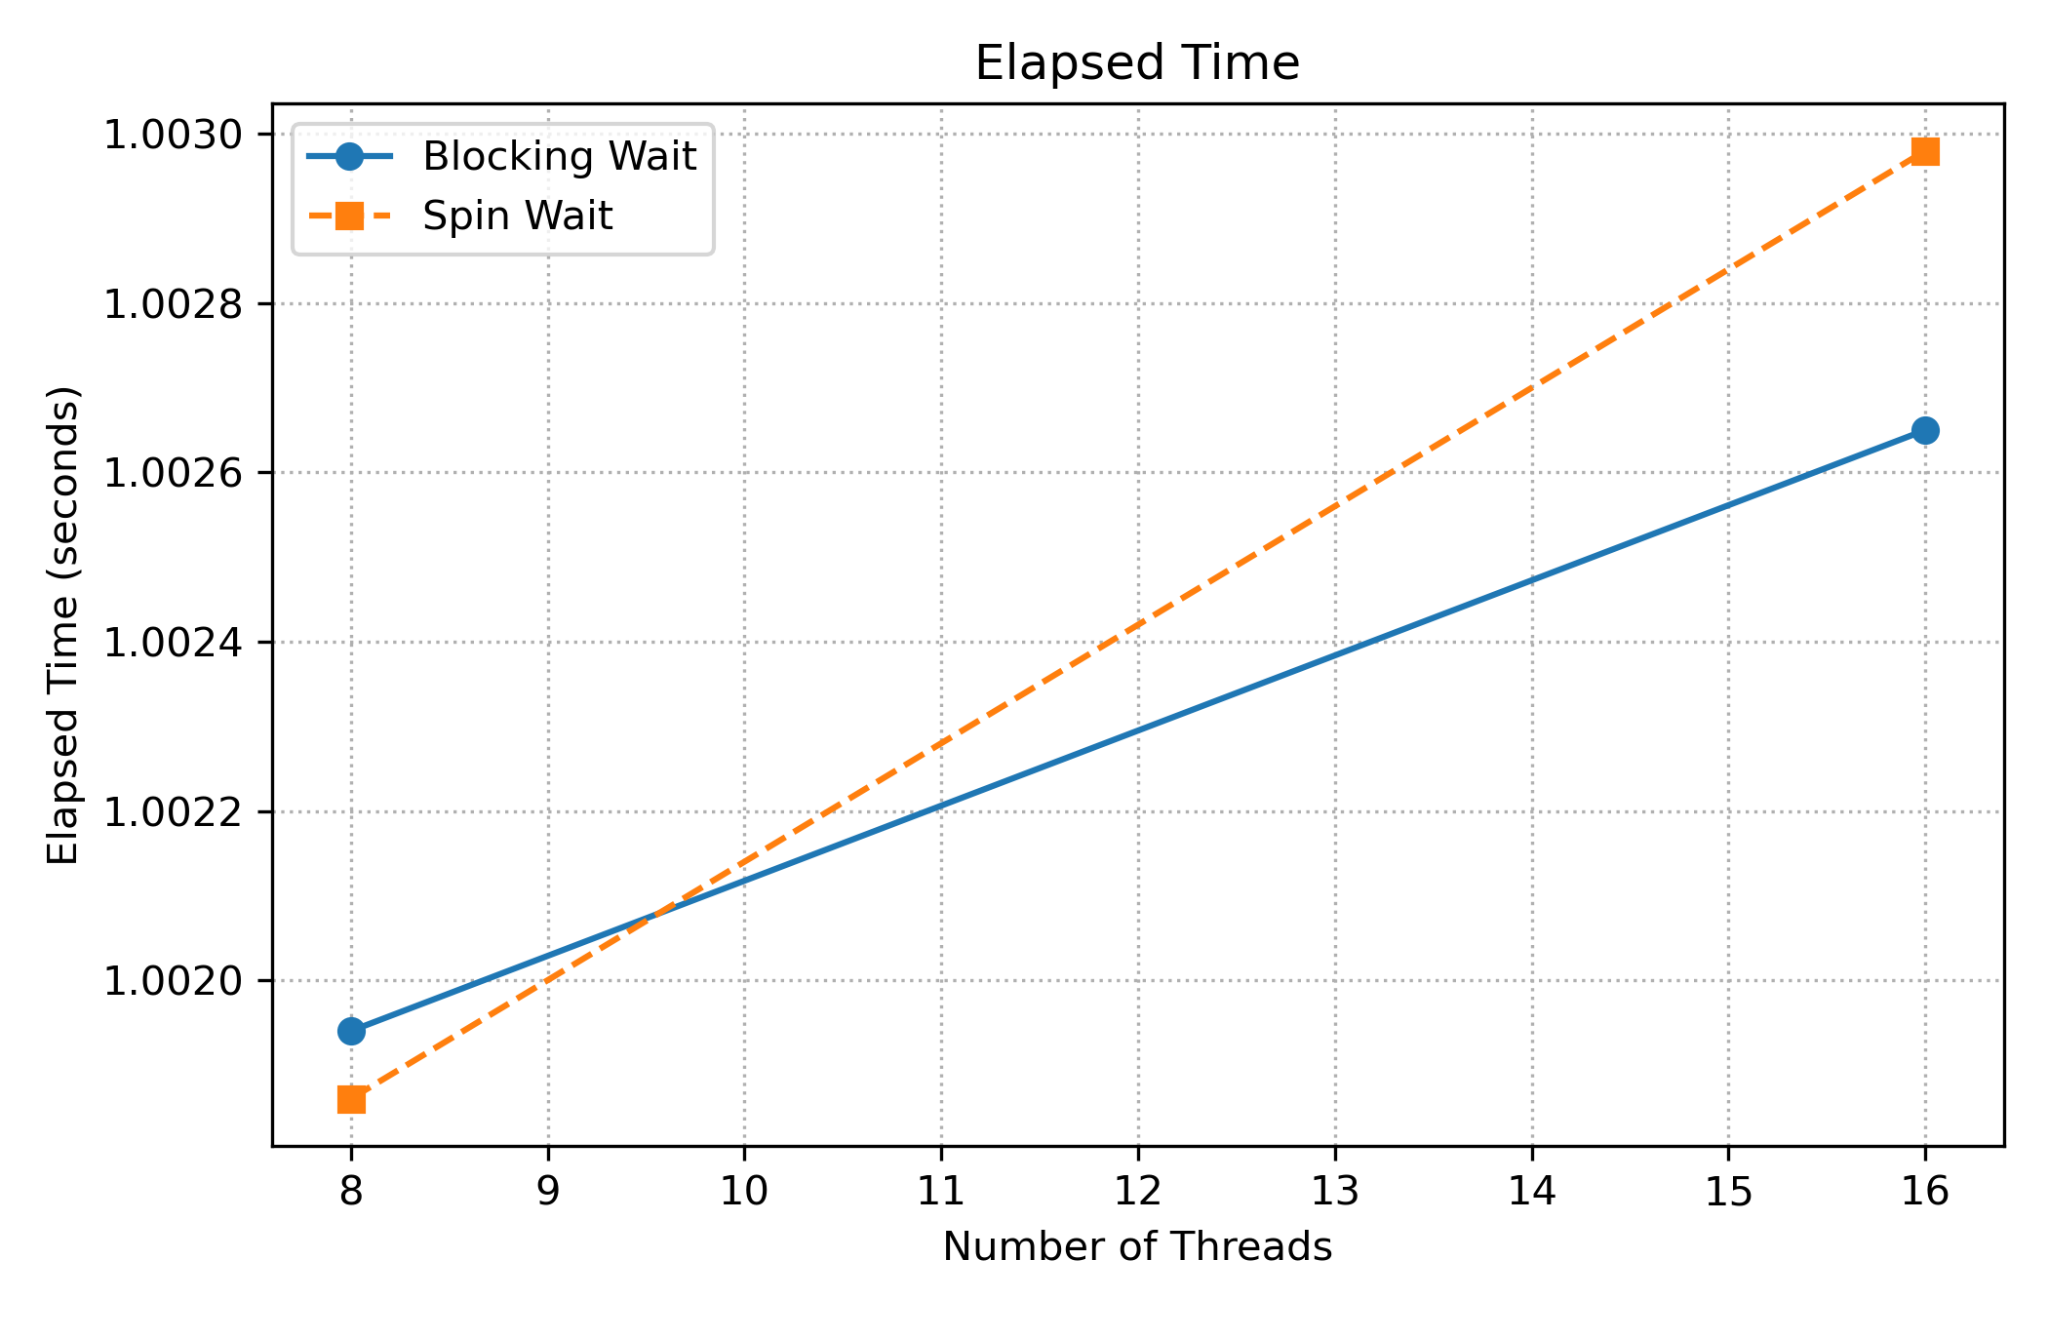 Elapsed Time
Blocking Wait
Spin Wait
Elapsed Time (seconds)
1.0030
1.0028
1.0026
1.0024
1.0022
1.0020
8 9 10 11 12 13 14 15 16
Number of Threads